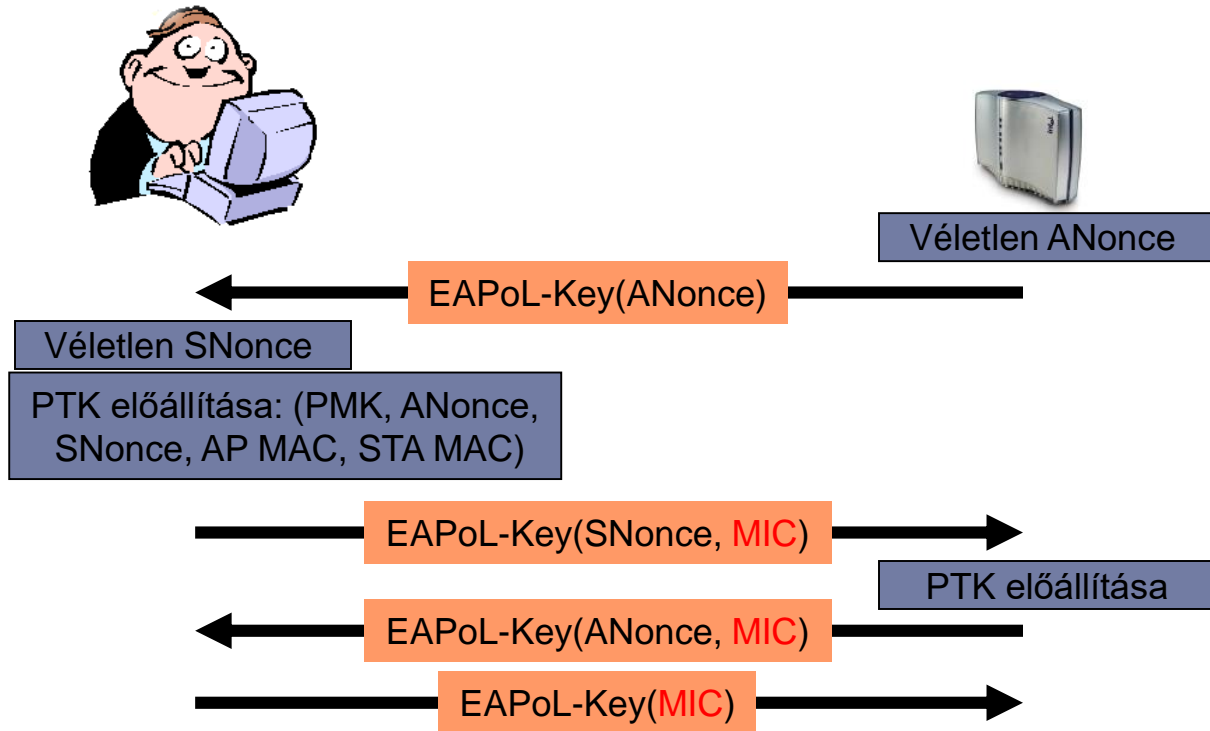 Véletlen ANonce
EAPoL-Key(ANonce)
Véletlen SNonce
PTK előállítása: (PMK, ANonce,
SNonce, AP MAC, STA MAC)
EAPoL-Key(SNonce, MIC)
PTK előállítása
EAPoL-Key(ANonce, MIC)
EAPoL-Key(MIC)